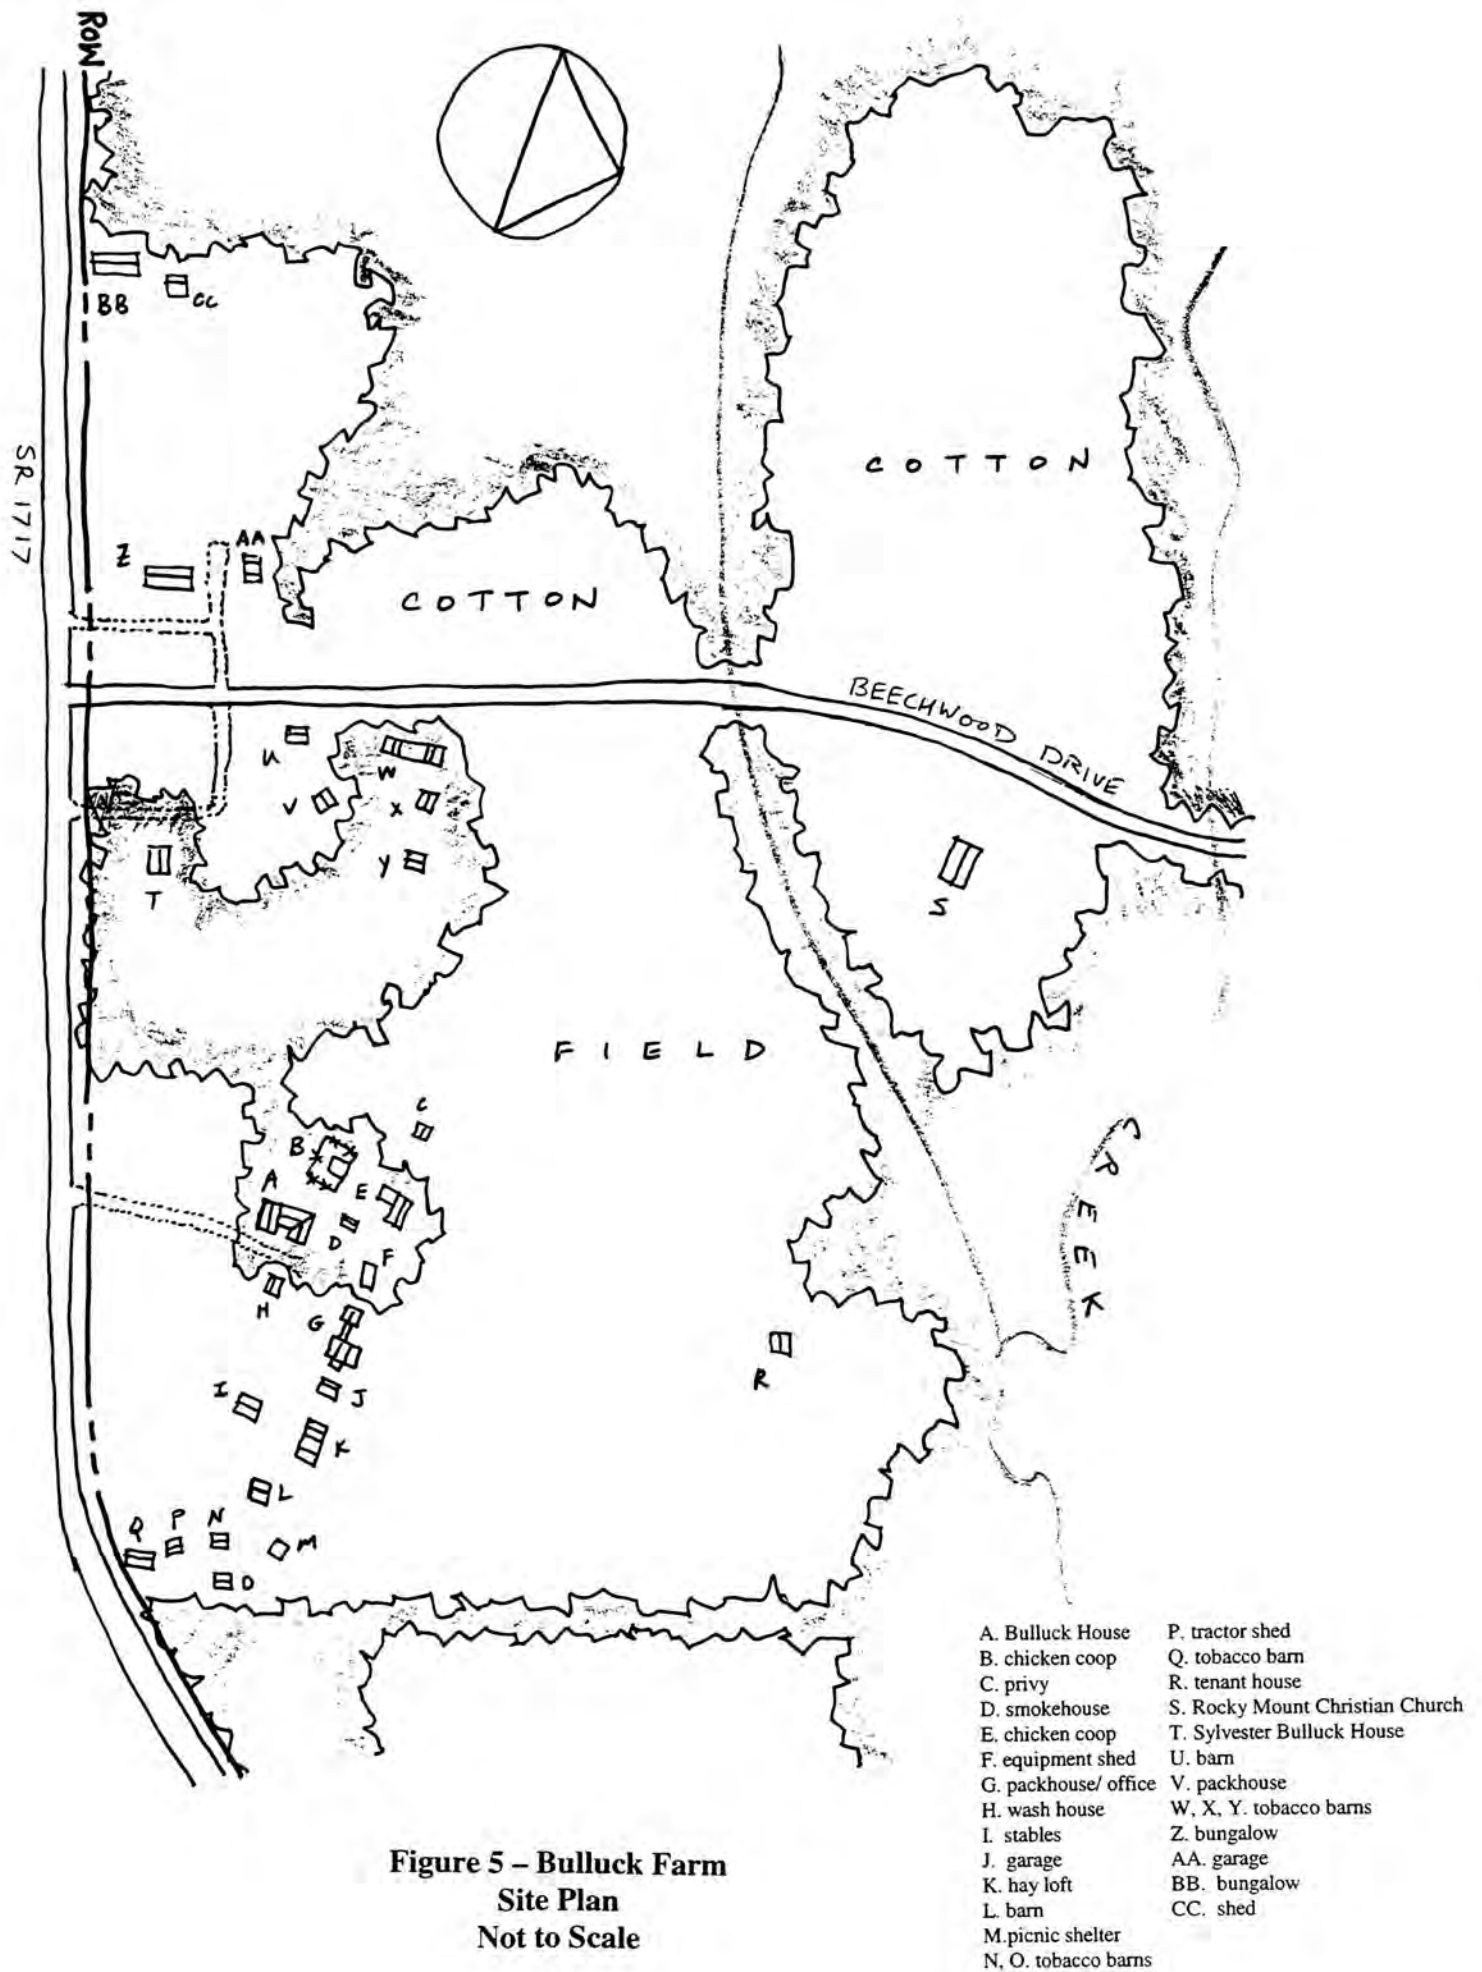 ROW
BB
CC
SR 1717
COTTON
Z
AA
COTTON
BEECHWOOD DRIVE
U
W
V
X
Y
T
S
FIELD
C
B
A
E
D
F
H
G
CREEK
R
I
J
K
L
Q
P
N
M
O
A. Bulluck House
B. chicken coop
C. privy
D. smokehouse
E. chicken coop
F. equipment shed
G. packhouse/ office
H. wash house
I. stables
J. garage
K. hay loft
L. barn
M.picnic shelter
N, O. tobacco barns
P. tractor shed
Q. tobacco barn
R. tenant house
S. Rocky Mount Christian Church
T. Sylvester Bulluck House
U. barn
V. packhouse
W, X, Y. tobacco barns
Z. bungalow
AA. garage
BB. bungalow
CC. shed
Figure 5 – Bulluck Farm
Site Plan
Not to Scale